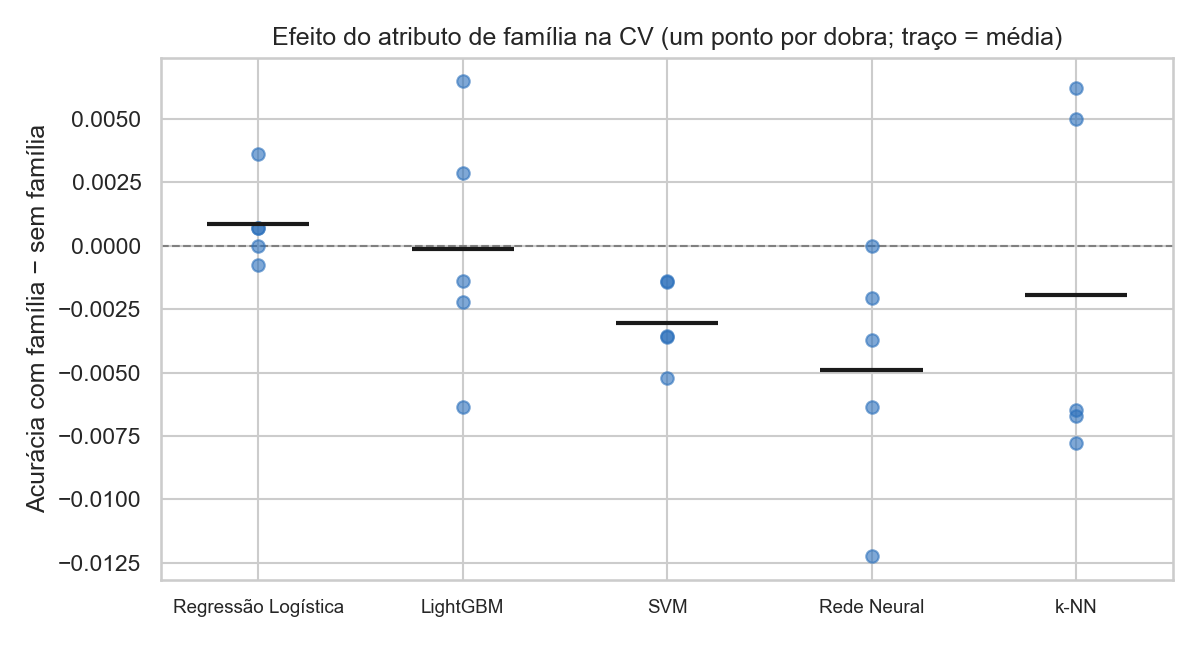 Efeito do atributo de família na CV (um ponto por dobra; traço = média)
Acurácia com família − sem família
0.0050
0.0025
0.0000
−0.0025
−0.0050
−0.0075
−0.0100
−0.0125
Regressão Logística
LightGBM
SVM
Rede Neural
k-NN